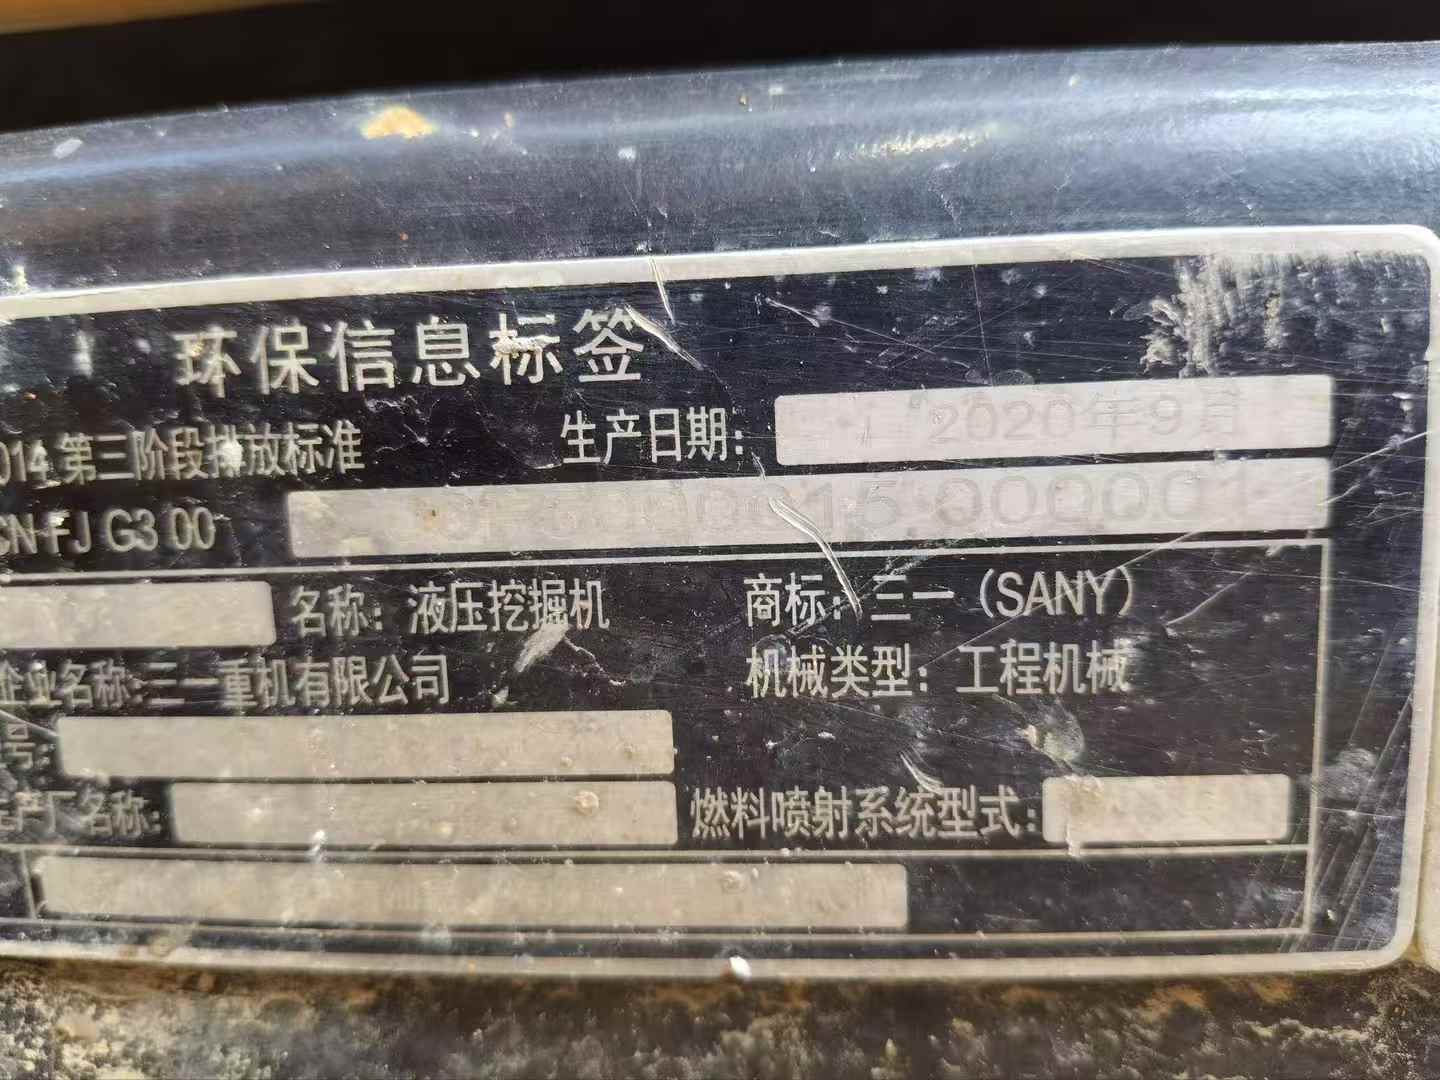 环保信息标签
014 第三阶段排放标准 生产日期: 2020年9月
CN FJ G3 00
名称: 液压挖掘机 商标: 三一（SANY）
企业名称: 三一重机有限公司 机械类型: 工程机械
号:
生产厂名称: 燃料喷射系统型式: